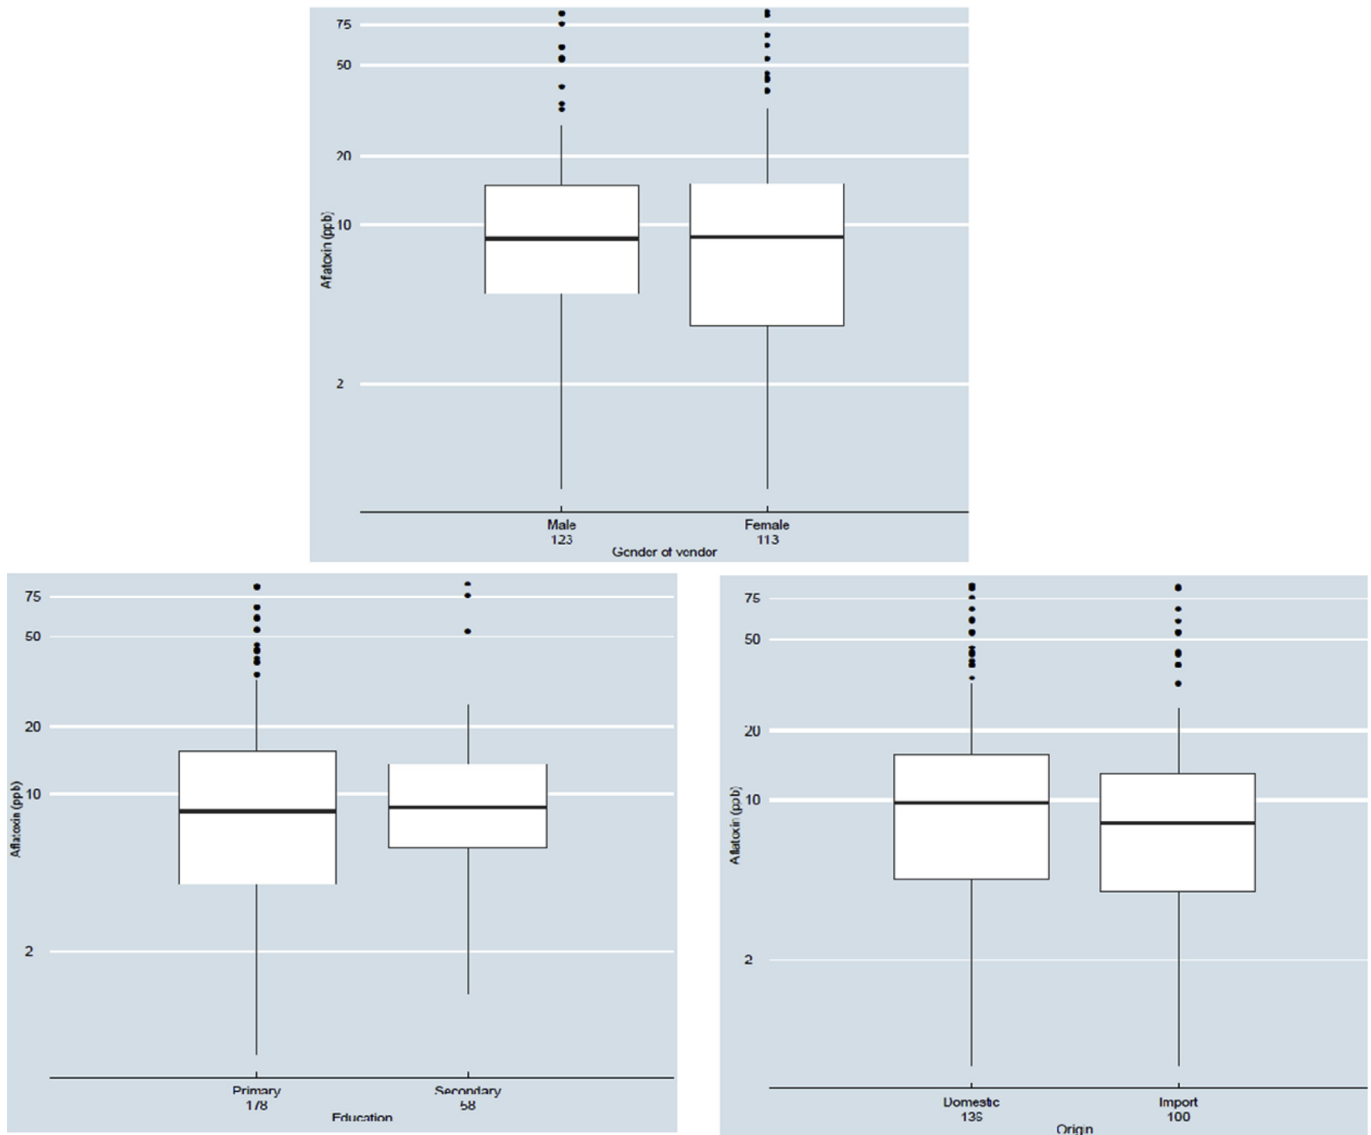 75
50
20
10
2
Aflatoxin (ppb)
Male
Female
123
113
Gender of vendor
75
50
20
10
2
Aflatoxin (ppb)
Primary
Secondary
178
58
Education
75
50
20
10
2
Aflatoxin (ppb)
Domestic
Import
136
100
Origin